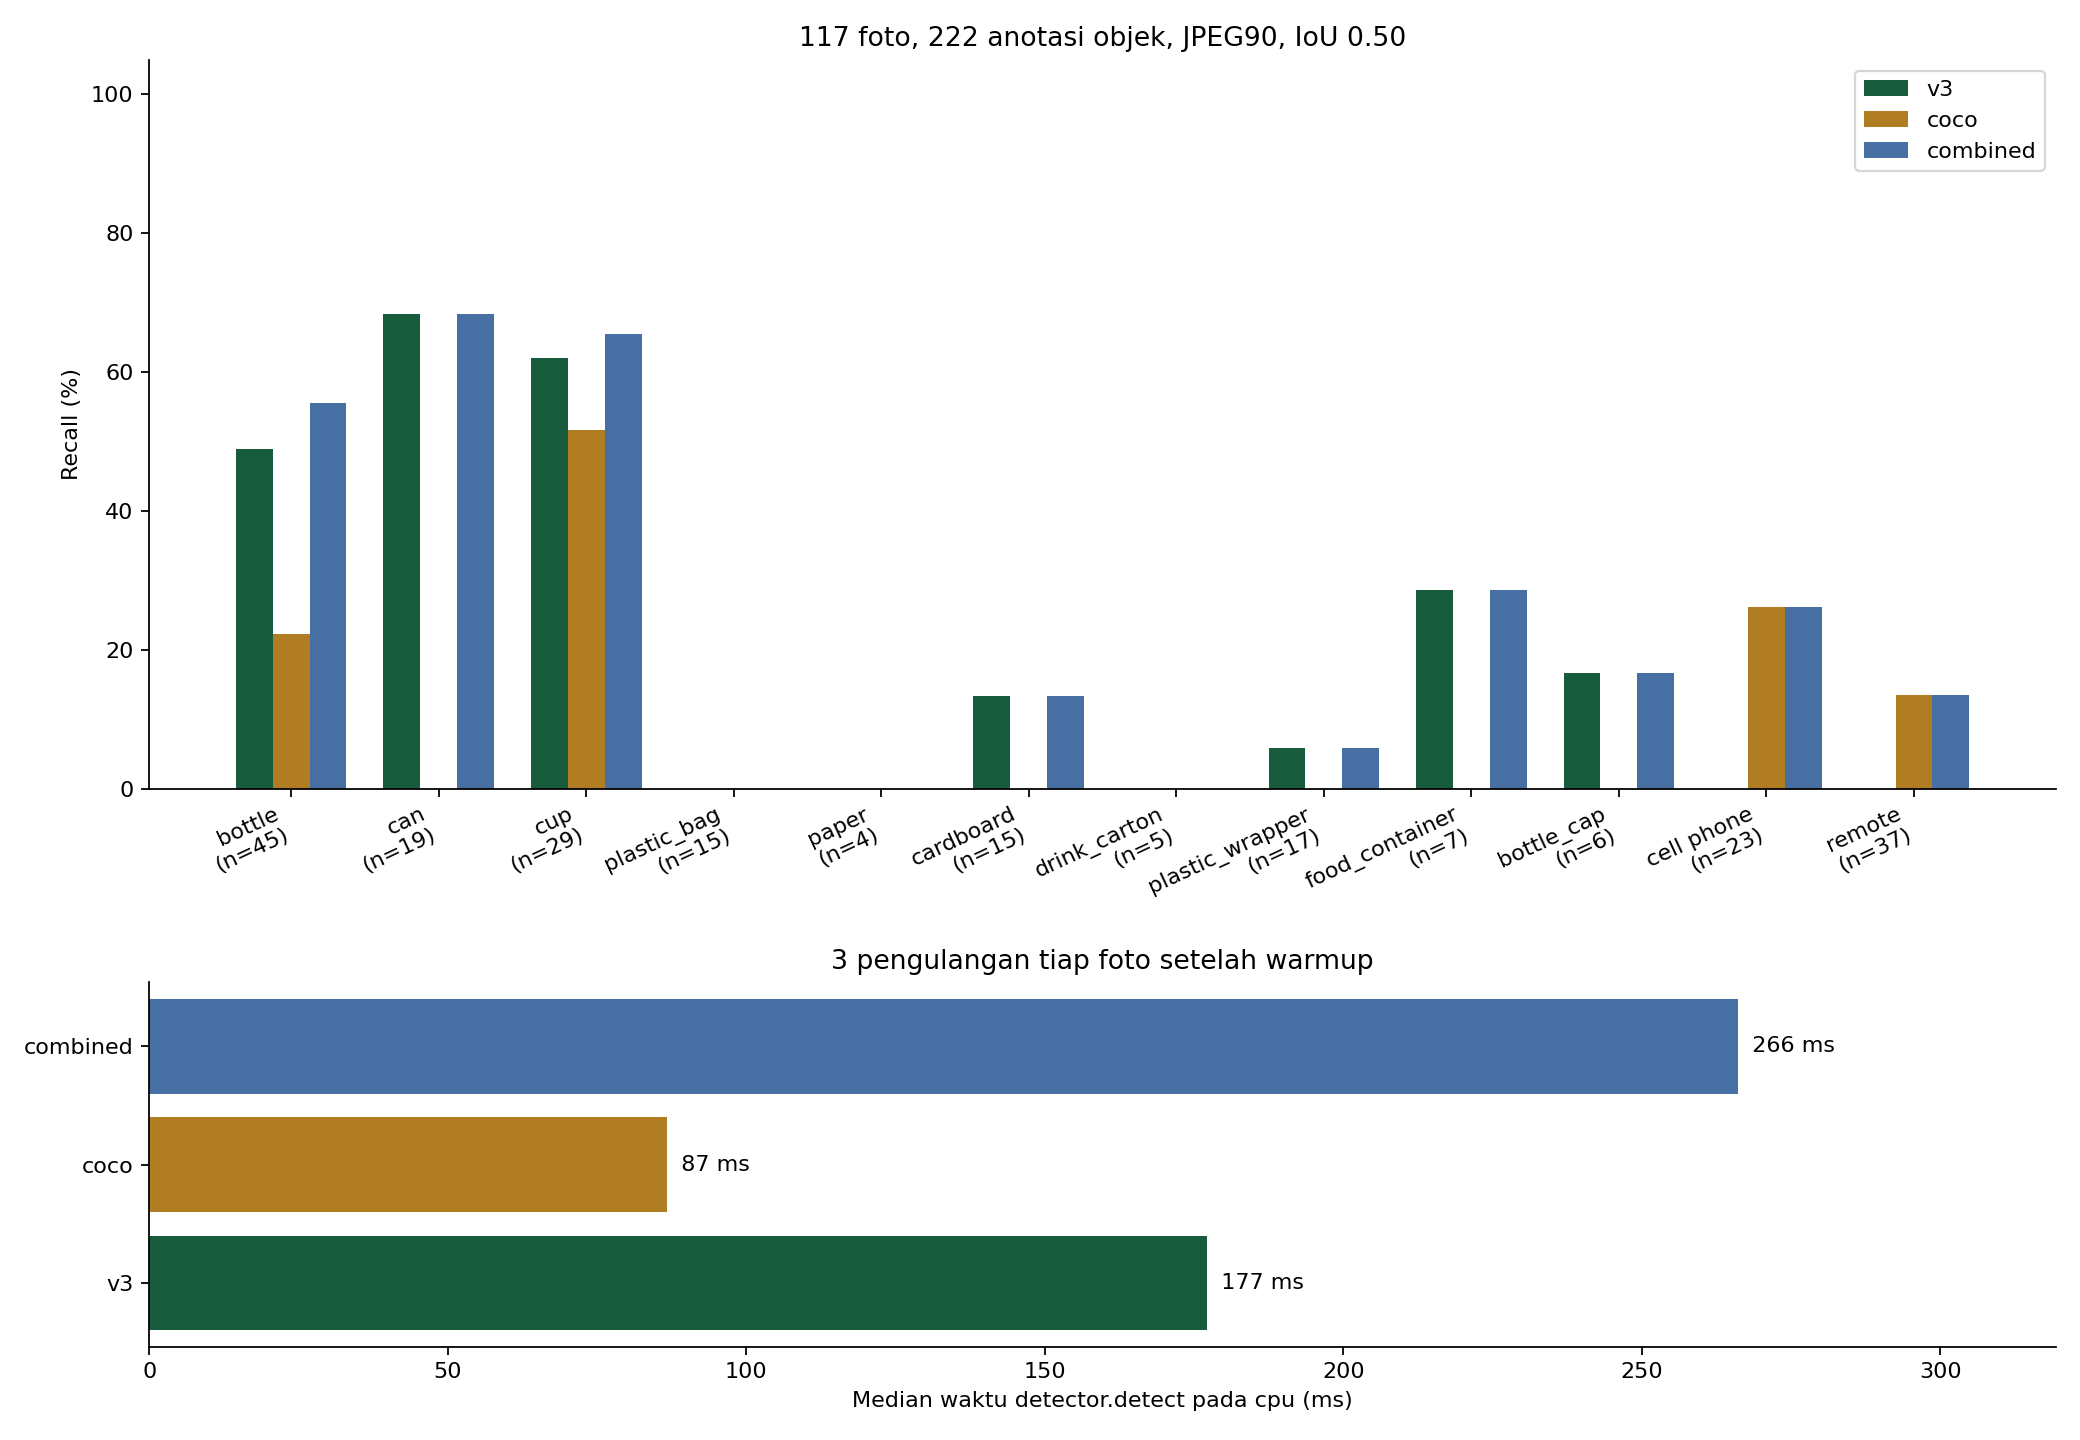 117 foto, 222 anotasi objek, JPEG90, IoU 0.50
v3
coco
combined
Recall (%)
100
80
60
40
20
0
bottle
(n=45)
can
(n=19)
cup
(n=29)
plastic_bag
(n=15)
paper
(n=4)
cardboard
(n=15)
drink_carton
(n=5)
plastic_wrapper
(n=17)
food_container
(n=7)
bottle_cap
(n=6)
cell phone
(n=23)
remote
(n=37)
3 pengulangan tiap foto setelah warmup
combined
266 ms
coco
87 ms
v3
177 ms
0
50
100
150
200
250
300
Median waktu detector.detect pada cpu (ms)